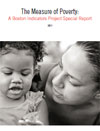 The Measure of Poverty:
A Boston Indicators Project Special Report